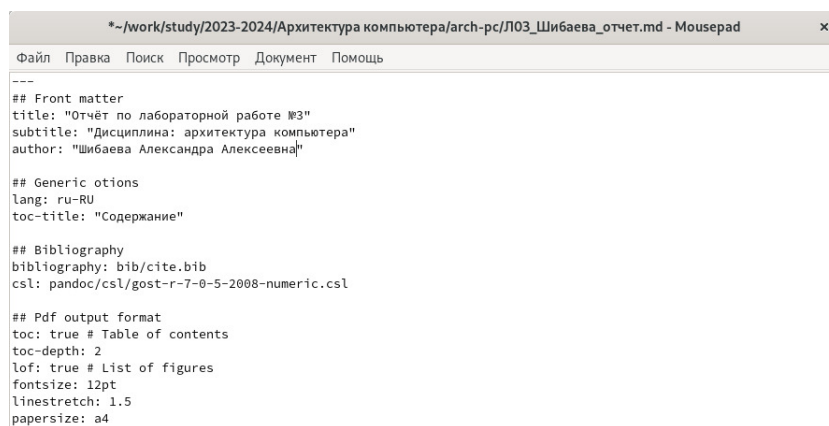 *~/work/study/2023-2024/Архитектура компьютера/arch-pc/Л03_Шибаева_отчет.md - Mousepad ×
Файл Правка Поиск Просмотр Документ Помощь
---
## Front matter
title: "Отчёт по лабораторной работе №3"
subtitle: "Дисциплина: архитектура компьютера"
author: "Шибаева Александра Алексеевна"
## Generic otions
lang: ru-RU
toc-title: "Содержание"
## Bibliography
bibliography: bib/cite.bib
csl: pandoc/csl/gost-r-7-0-5-2008-numeric.csl
## Pdf output format
toc: true # Table of contents
toc-depth: 2
lof: true # List of figures
fontsize: 12pt
linestretch: 1.5
papersize: a4